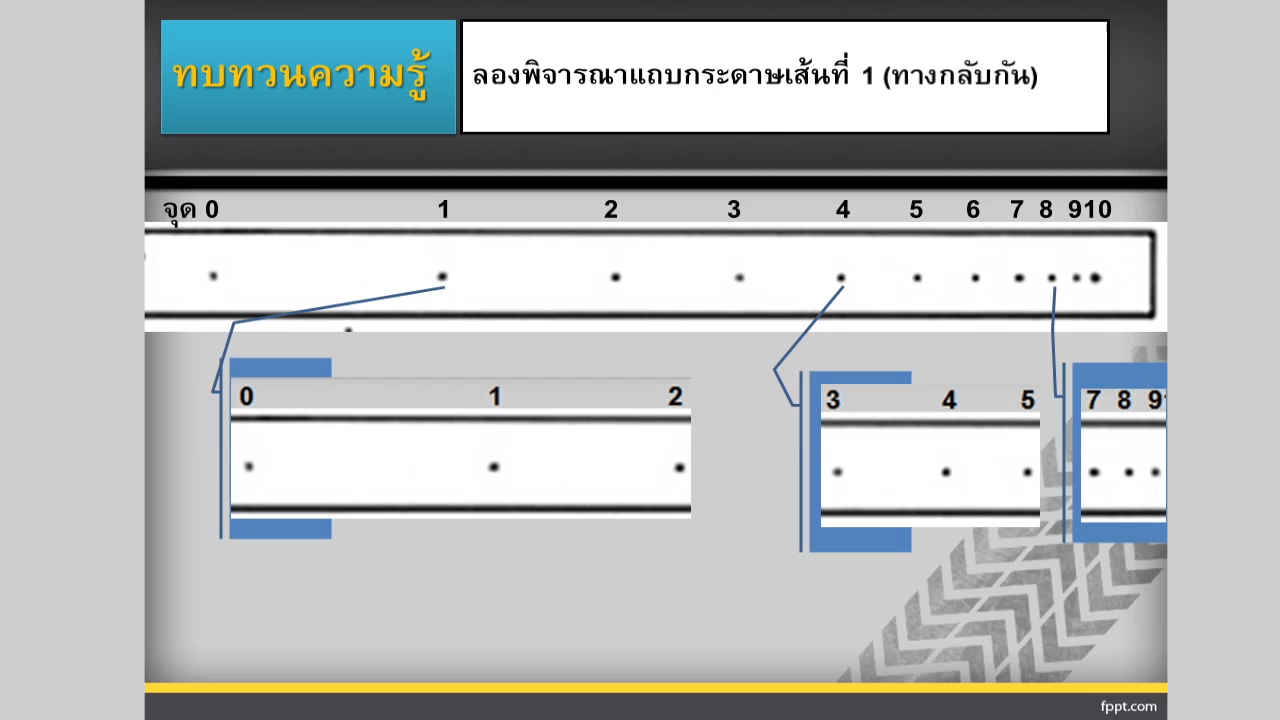 ทบทวนความรู้
ลองพิจารณาแถบกระดาษเส้นที่ 1 (ทางกลับกัน)
จุด 0 1 2 3 4 5 6 7 8 9 10
0 1 2
3 4 5
7 8 9
fppt.com